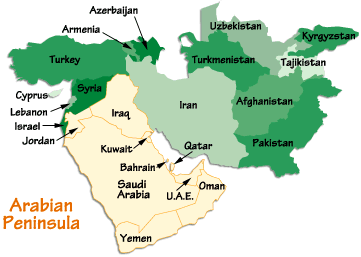 Azerbaijan
Armenia
Uzbekistan
Kyrgyzstan
Turkey
Turkmenistan
Tajikistan
Cyprus
Syria
Lebanon
Iraq
Iran
Afghanistan
Israel
Jordan
Kuwait
Qatar
Pakistan
Bahrain
Saudi
Arabia
U.A.E.
Oman
Arabian
Peninsula
Yemen